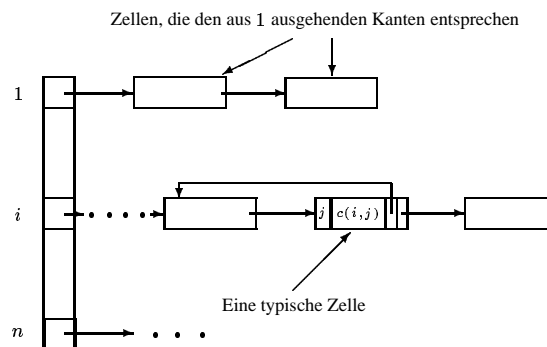 Zellen, die den aus 1 ausgehenden Kanten entsprechen
1
i
j c(i,j)
Eine typische Zelle
n